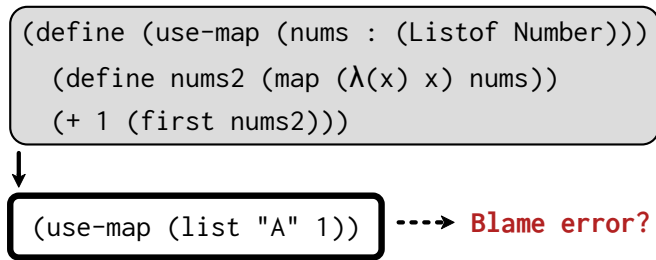 (define (use-map (nums : (Listof Number)))
(define nums2 (map (λ(x) x) nums))
(+ 1 (first nums2)))
(use-map (list "A" 1))
Blame error?